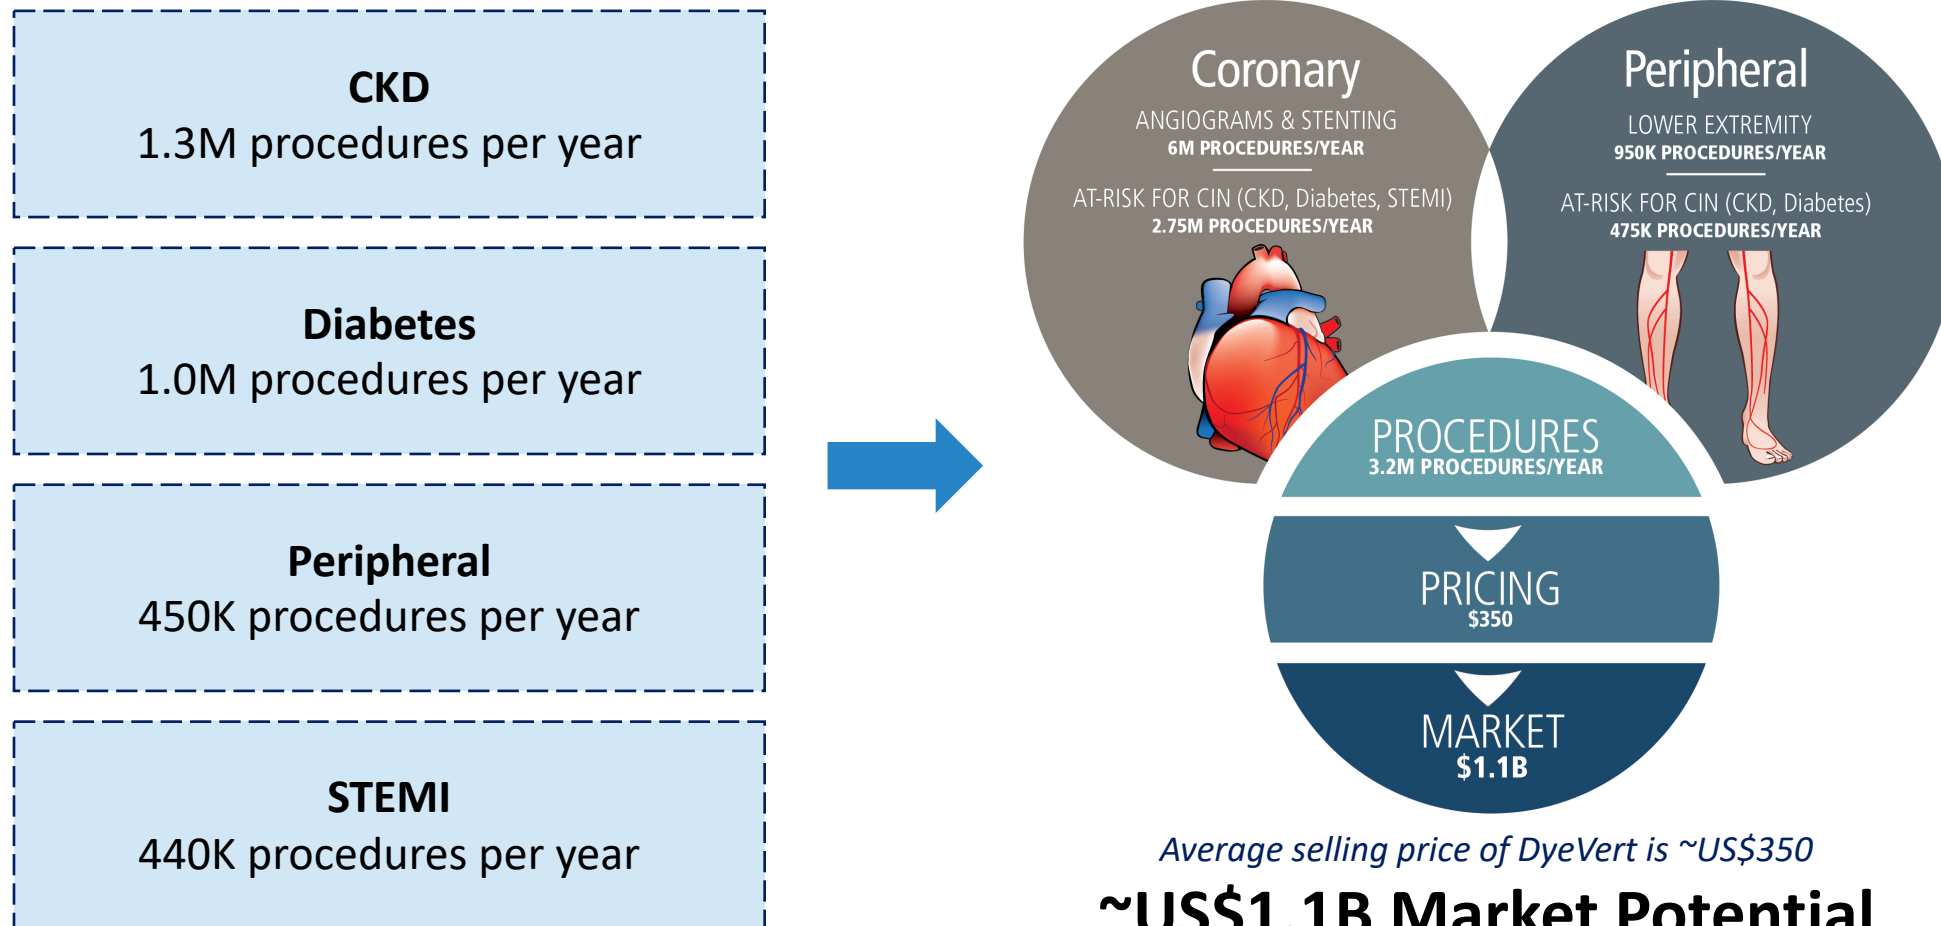 CKD
1.3M procedures per year
Diabetes
1.0M procedures per year
Peripheral
450K procedures per year
STEMI
440K procedures per year
Coronary
ANGIOGRAMS & STENTING
6M PROCEDURES/YEAR
AT-RISK FOR CIN (CKD, Diabetes, STEMI)
2.75M PROCEDURES/YEAR
Peripheral
LOWER EXTREMITY
950K PROCEDURES/YEAR
AT-RISK FOR CIN (CKD, Diabetes)
475K PROCEDURES/YEAR
PROCEDURES
3.2M PROCEDURES/YEAR
PRICING
$350
MARKET
$1.1B
Average selling price of DyeVert is ~US$350
~US$1.1B Market Potential